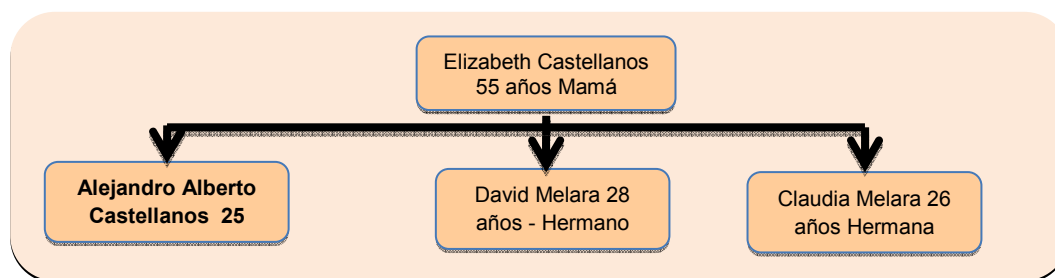 Elizabeth Castellanos
55 años Mamá
Alejandro Alberto
Castellanos 25
David Melara 28
años - Hermano
Claudia Melara 26
años Hermana